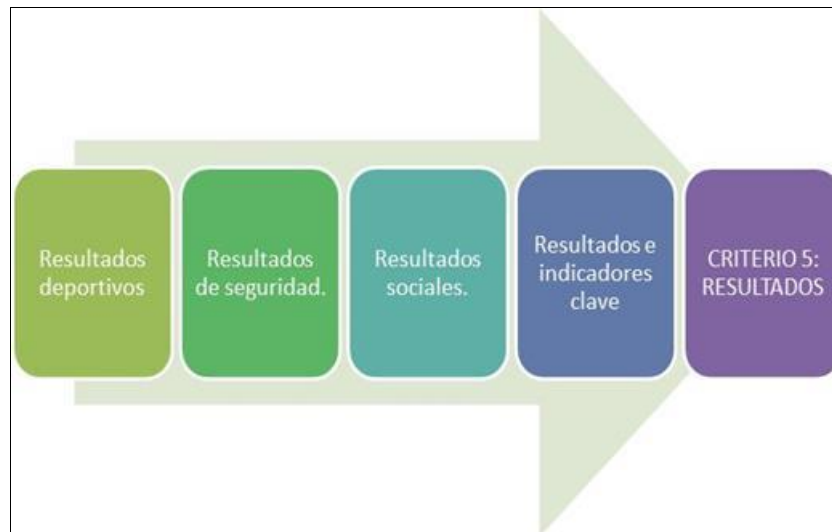 Resultados
deportivos
Resultados
de seguridad.
Resultados
sociales.
Resultados e
indicadores
clave
CRITERIO 5:
RESULTADOS